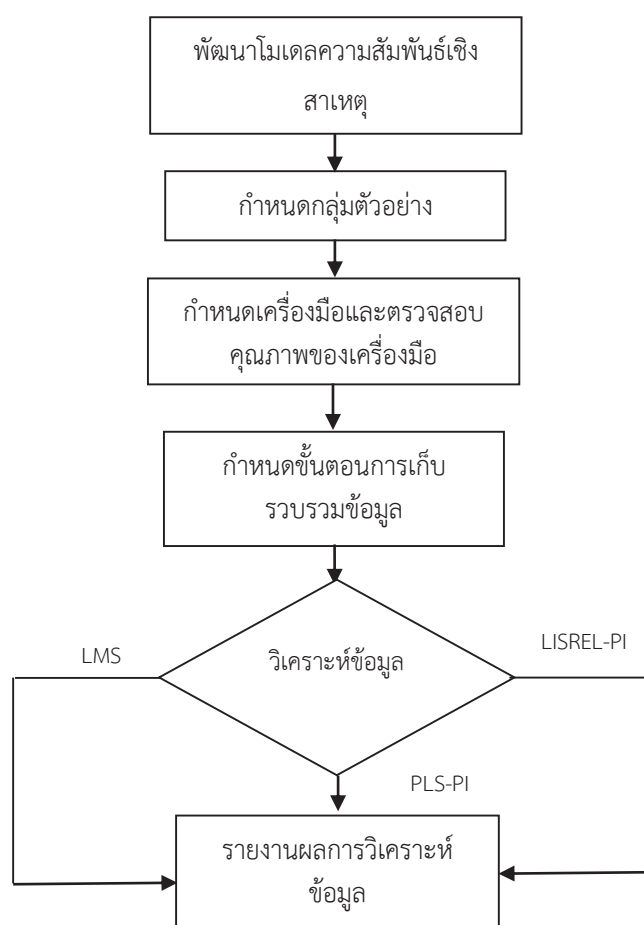 พัฒนาโมเดลความสัมพันธ์เชิง
สาเหตุ
กำหนดกลุ่มตัวอย่าง
กำหนดเครื่องมือและตรวจสอบ
คุณภาพของเครื่องมือ
กำหนดขั้นตอนการเก็บ
รวบรวมข้อมูล
LMS
วิเคราะห์ข้อมูล
LISREL-PI
PLS-PI
รายงานผลการวิเคราะห์
ข้อมูล